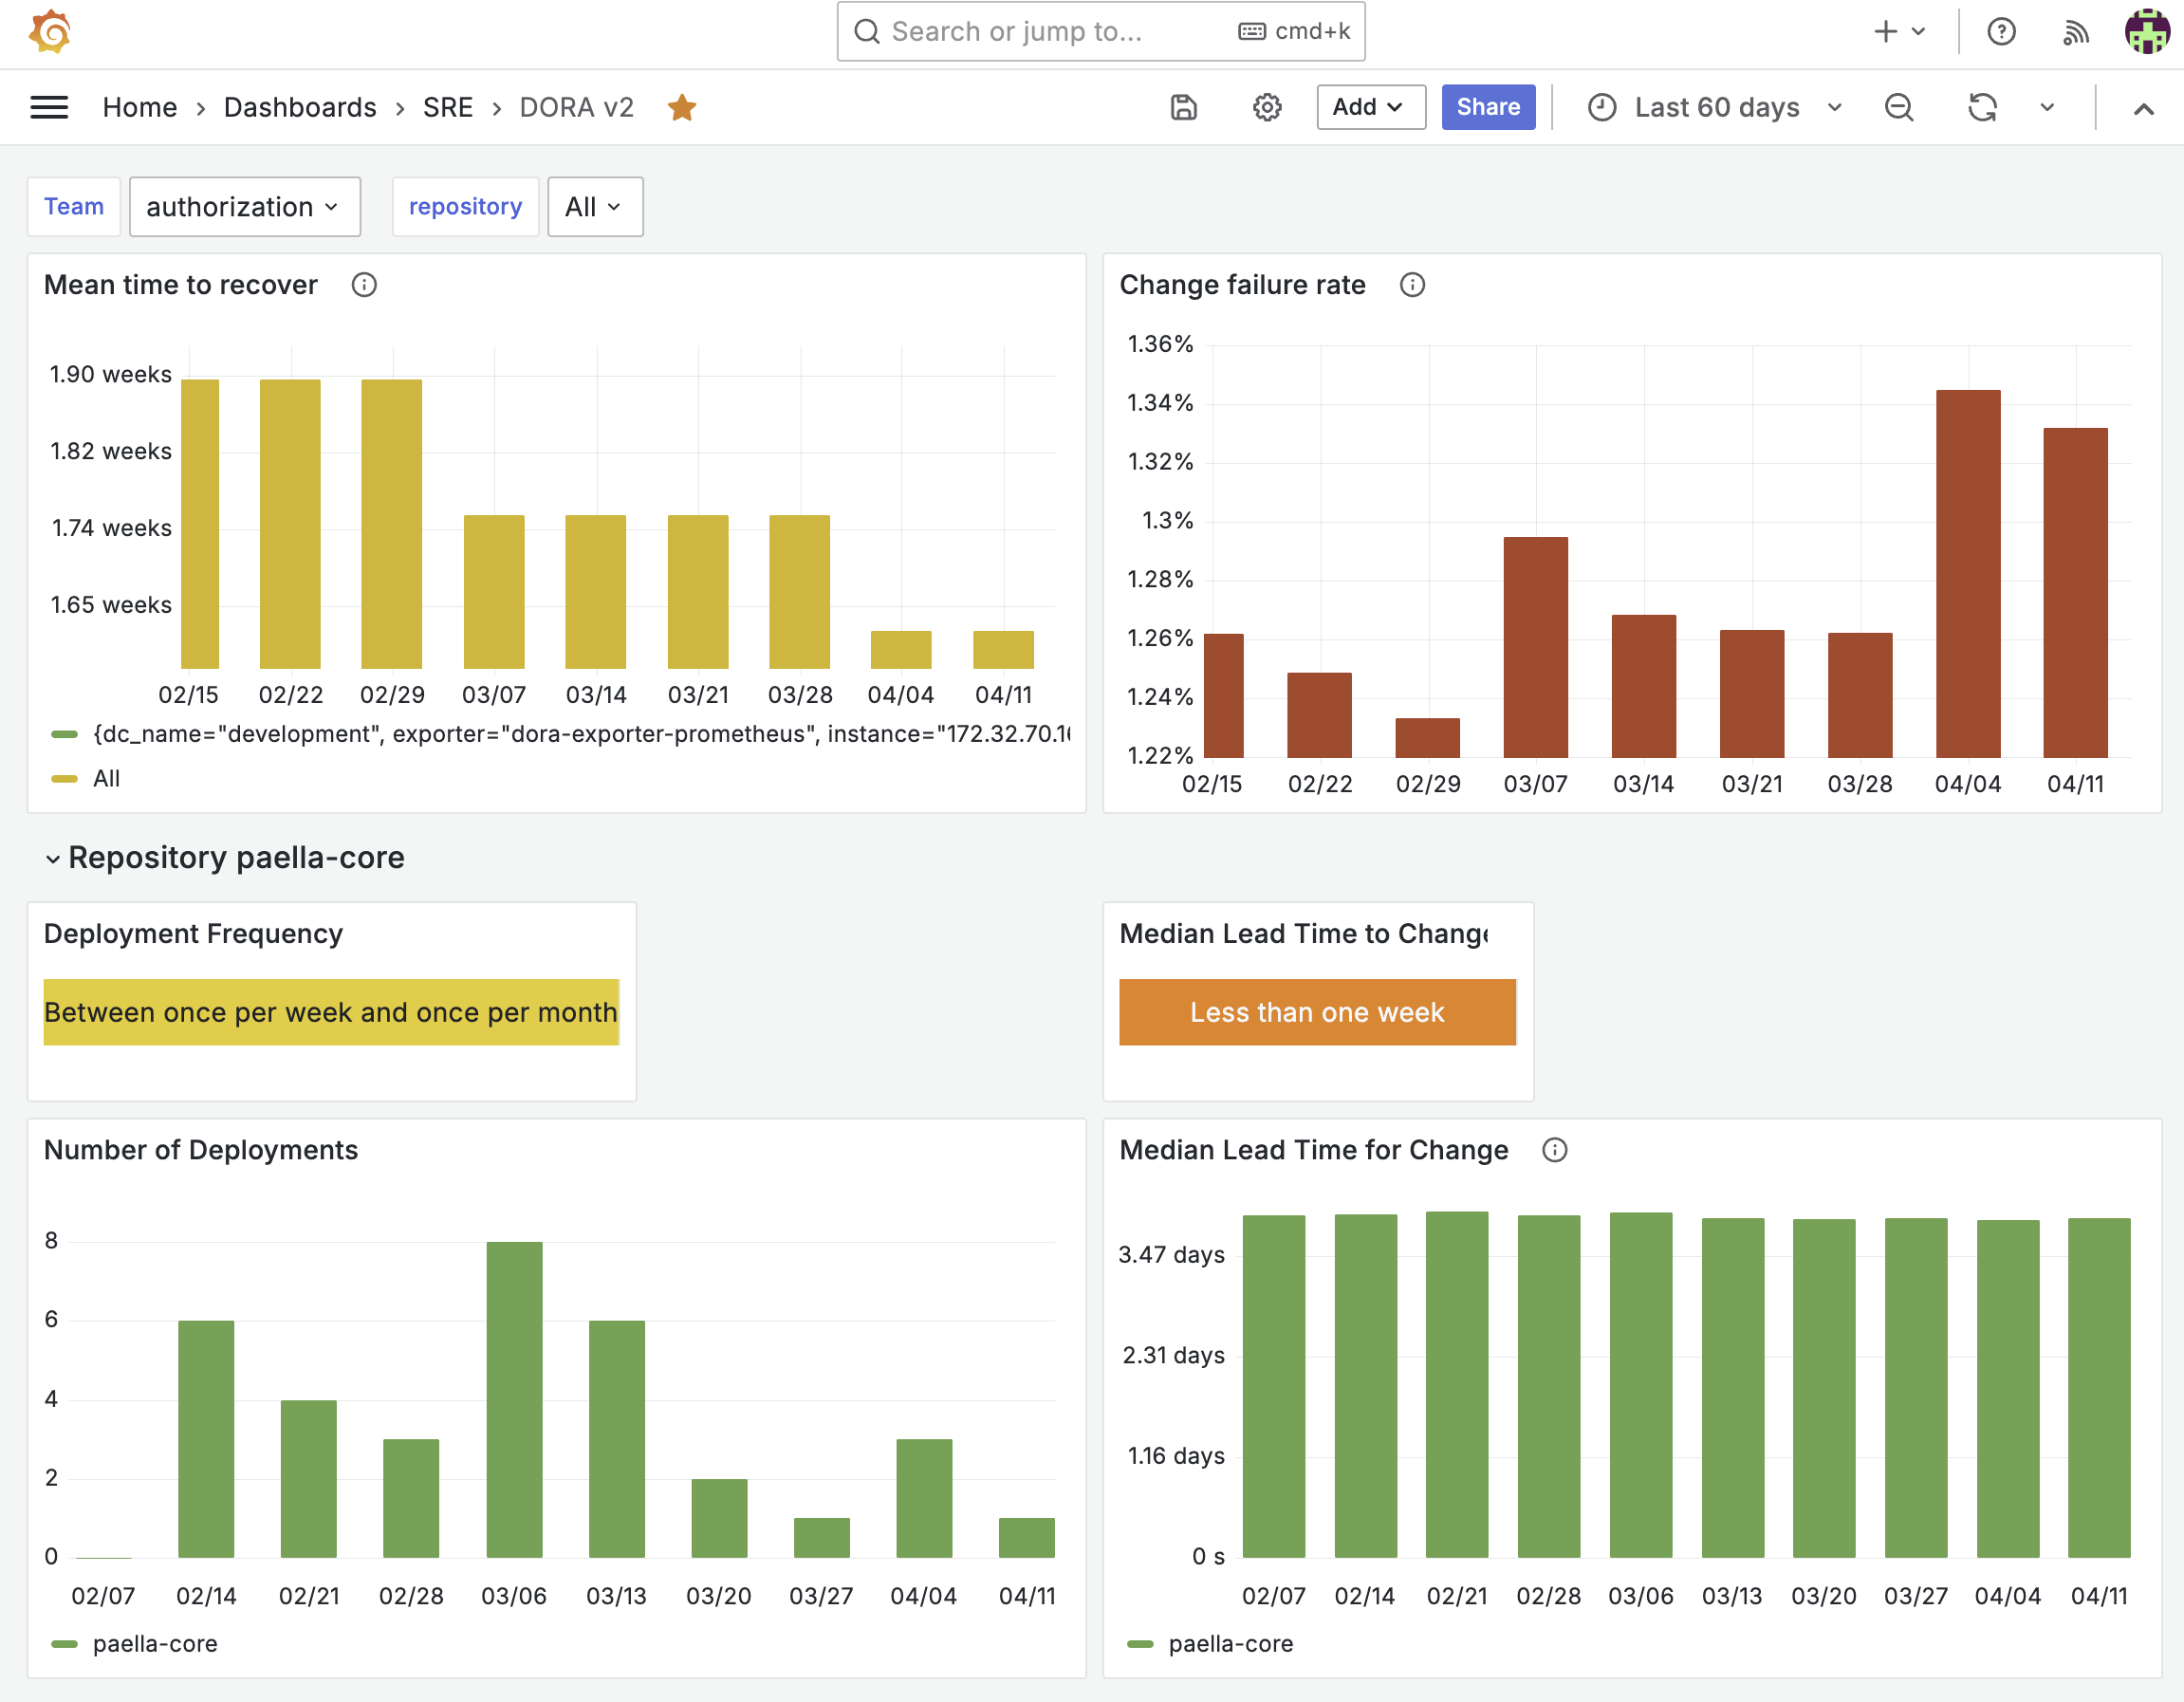 Search or jump to...
cmd+k
Home › Dashboards › SRE › DORA v2
Add
Share
Last 60 days
Team
authorization
repository
All
Mean time to recover
1.90 weeks
1.82 weeks
1.74 weeks
1.65 weeks
02/15 02/22 02/29 03/07 03/14 03/21 03/28 04/04 04/11
{dc_name="development", exporter="dora-exporter-prometheus", instance="172.32.70.16
All
Change failure rate
1.36%
1.34%
1.32%
1.3%
1.28%
1.26%
1.24%
1.22%
02/15 02/22 02/29 03/07 03/14 03/21 03/28 04/04 04/11
Repository paella-core
Deployment Frequency
Between once per week and once per month
Median Lead Time to Change
Less than one week
Number of Deployments
8
6
4
2
0
02/07 02/14 02/21 02/28 03/06 03/13 03/20 03/27 04/04 04/11
paella-core
Median Lead Time for Change
3.47 days
2.31 days
1.16 days
0 s
02/07 02/14 02/21 02/28 03/06 03/13 03/20 03/27 04/04 04/11
paella-core